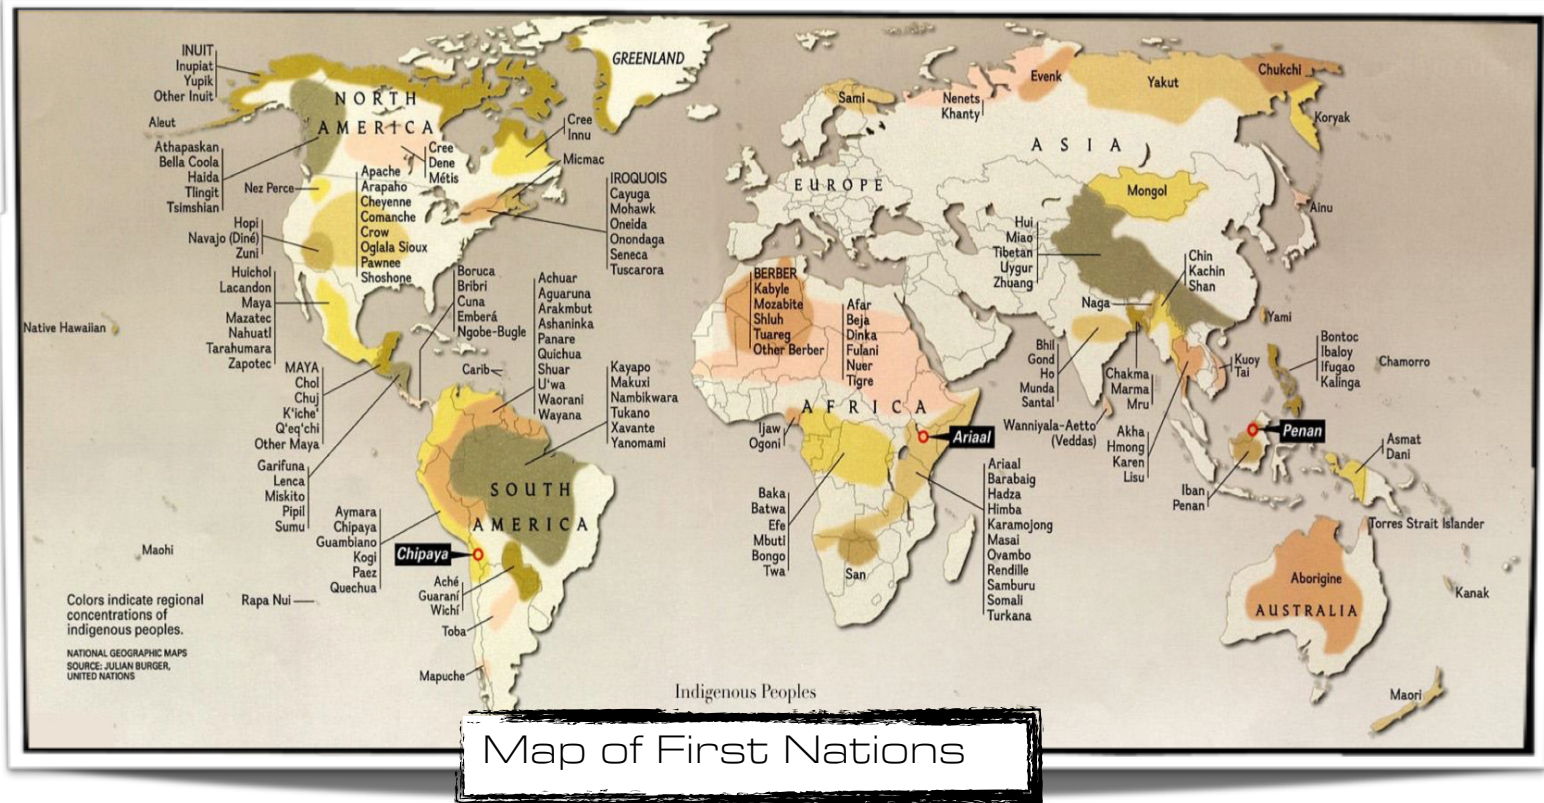 INUIT
Inupiat
Yupik
Other Inuit
Aleut
Athapaskan
Bella Coola
Haida
Tlingit
Tsimshian
NORTH
AMERICA
GREENLAND
Cree
Innu
Cree
Dene
Métis
Micmac
Nez Perce
Apache
Arapaho
Cheyenne
Comanche
Crow
Oglala Sioux
Pawnee
Shoshone
IROQUOIS
Cayuga
Mohawk
Oneida
Onondaga
Seneca
Tuscarora
Hopi
Navajo (Diné)
Zuni
Huichol
Lacandon
Maya
Mazatec
Nahuatl
Tarahumara
Zapotec
Native Hawaiian
Boruca
Bribri
Cuna
Emberá
Ngobe-Bugle
Carib
MAYA
Chol
Chuj
K'iche'
Q'eq'chi
Other Maya
Garifuna
Lenca
Miskito
Pipil
Sumu
Achuar
Aguaruna
Arakmbut
Ashaninka
Panare
Quichua
Shuar
U'wa
Waorani
Wayana
Kayapo
Makuxi
Nambikwara
Tukano
Xavante
Yanomami
SOUTH
AMERICA
Aymara
Chipaya
Guambiano
Kogi
Paez
Quechua
Chipaya
Aché
Guaraní
Wichí
Toba
Mapuche
Maohi
Rapa Nui
Colors indicate regional
concentrations of
indigenous peoples.
NATIONAL GEOGRAPHIC MAPS
SOURCE: JULIAN BURGER,
UNITED NATIONS
Sami
Nenets
Khanty
Evenk
Yakut
Chukchi
Koryak
EUROPE
ASIA
Mongol
Ainu
Hui
Miao
Tibetan
Uygur
Zhuang
Chin
Kachin
Shan
Naga
BERBER
Kabyle
Mozabite
Shluh
Tuareg
Other Berber
Afar
Beja
Dinka
Fulani
Nuer
Tigre
AFRICA
Ijaw
Ogoni
Ariaal
Baka
Batwa
Efe
Mbuti
Bongo
Twa
San
Ariaal
Barabaig
Hadza
Himba
Karamojong
Masai
Ovambo
Rendille
Samburu
Somali
Turkana
Bhil
Gond
Ho
Munda
Santal
Chakma
Marma
Mru
Wanniyala-Aetto
(Veddas)
Akha
Hmong
Karen
Lisu
Kuoy
Tai
Yami
Bontoc
Ibaloy
Ifugao
Kalinga
Chamorro
Penan
Iban
Penan
Asmat
Dani
Torres Strait Islander
Aborigine
AUSTRALIA
Kanak
Maori
Indigenous Peoples
Map of First Nations